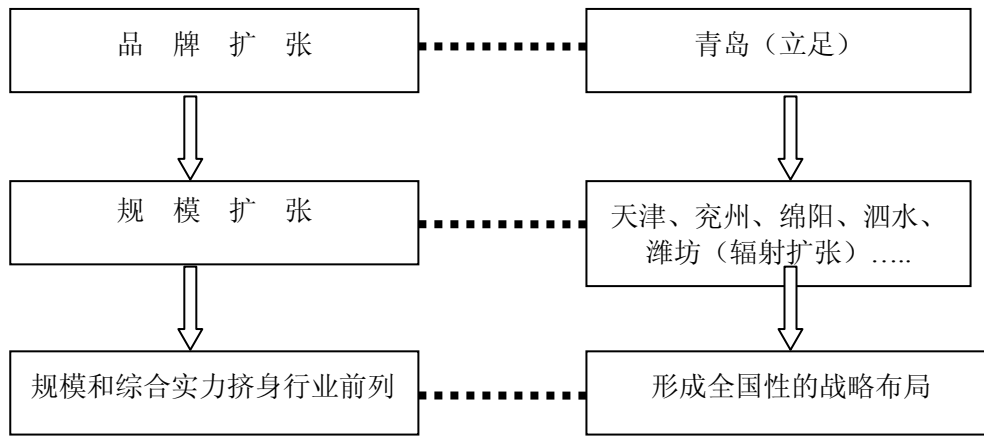 品 牌 扩 张
青岛（立足）
规 模 扩 张
天津、兖州、绵阳、泗水、
潍坊（辐射扩张）…..
规模和综合实力挤身行业前列
形成全国性的战略布局